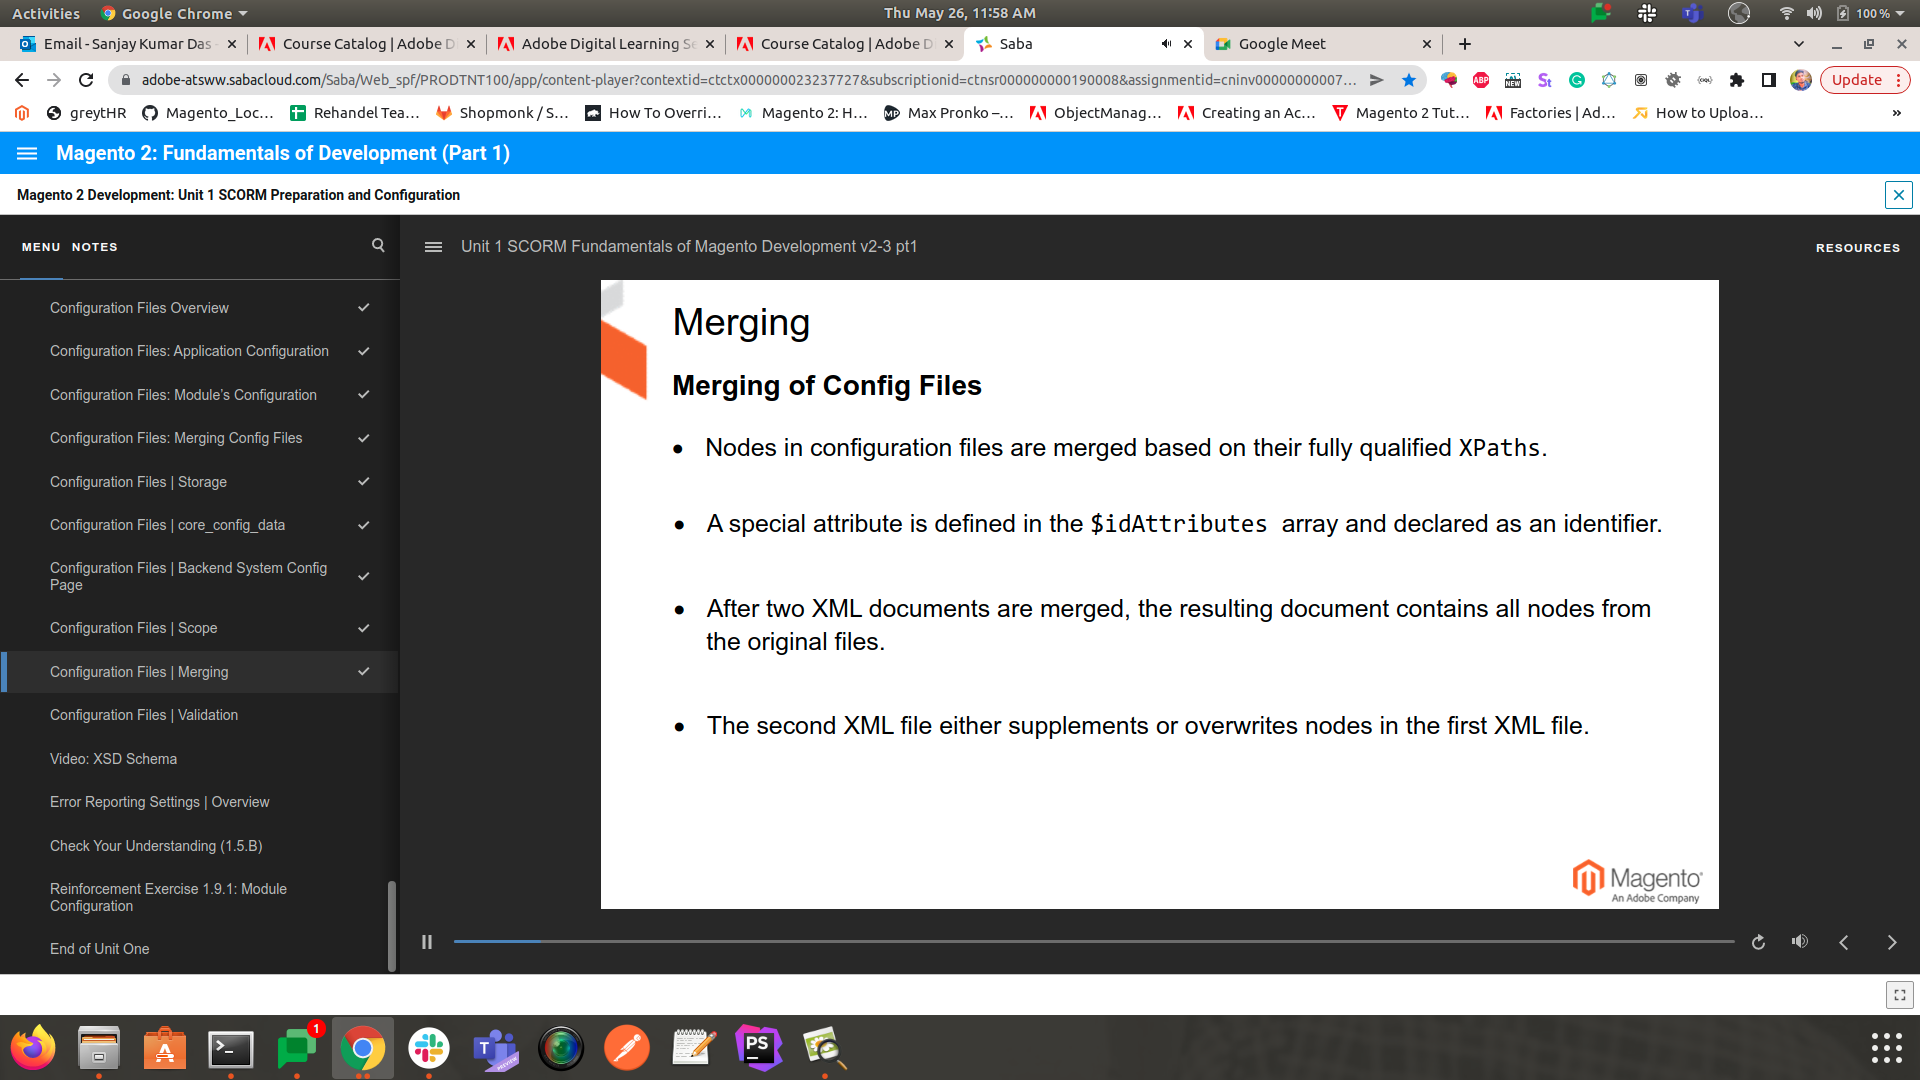 Activities
Google Chrome
Thu May 26, 11:58 AM
100 %
Email - Sanjay Kumar Das -
Course Catalog | Adobe D
Adobe Digital Learning Se
Course Catalog | Adobe D
Saba
Google Meet
adobe-atsww.sabacloud.com/Saba/Web_spf/PRODTNT100/app/content-player?contextid=ctctx000000023237727&subscriptionid=ctnsr000000000190008&assignmentid=cninv00000000007...
ABP
NEW
St
Update
greytHR
Magento_Loc...
Rehandel Tea...
Shopmonk / S...
How To Overri...
Magento 2: H...
Max Pronko –...
ObjectManag...
Creating an Ac...
Magento 2 Tut...
Factories | Ad...
How to Uploa...
»
Magento 2: Fundamentals of Development (Part 1)
Magento 2 Development: Unit 1 SCORM Preparation and Configuration
MENU
NOTES
Unit 1 SCORM Fundamentals of Magento Development v2-3 pt1
RESOURCES
Configuration Files Overview
Configuration Files: Application Configuration
Configuration Files: Module's Configuration
Configuration Files: Merging Config Files
Configuration Files | Storage
Configuration Files | core_config_data
Configuration Files | Backend System Config
Page
Configuration Files | Scope
Configuration Files | Merging
Configuration Files | Validation
Video: XSD Schema
Error Reporting Settings | Overview
Check Your Understanding (1.5.B)
Reinforcement Exercise 1.9.1: Module
Configuration
End of Unit One
Merging
Merging of Config Files
• Nodes in configuration files are merged based on their fully qualified XPaths.
• A special attribute is defined in the $idAttributes array and declared as an identifier.
• After two XML documents are merged, the resulting document contains all nodes from
the original files.
• The second XML file either supplements or overwrites nodes in the first XML file.
Magento
An Adobe Company
1
T
PREVIEW
PS